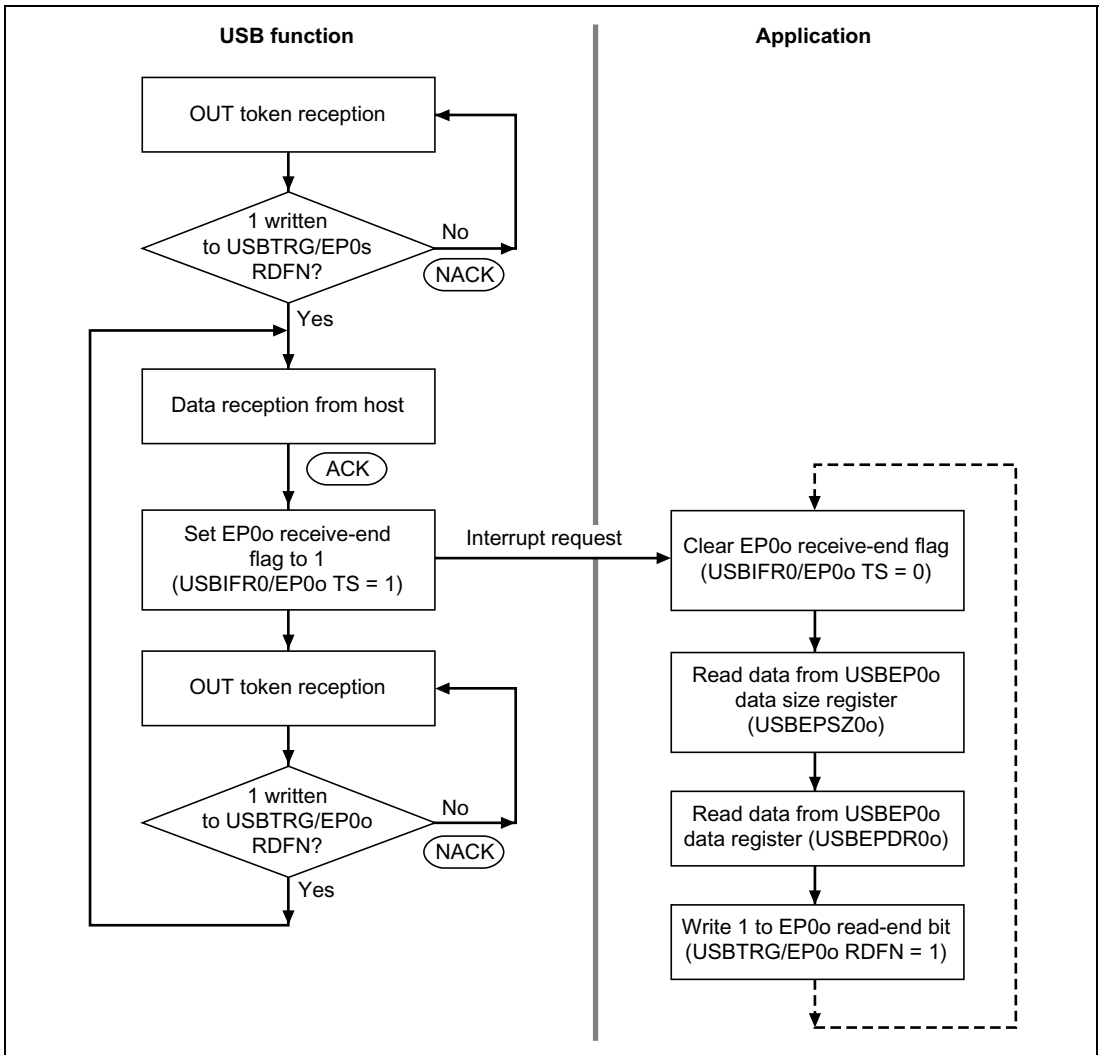 USB function
Application
OUT token reception
1 written
to USBTRG/EP0s
RDFN?
No
NACK
Yes
Data reception from host
ACK
Set EP0o receive-end
flag to 1
(USBIFR0/EP0o TS = 1)
Interrupt request
Clear EP0o receive-end flag
(USBIFR0/EP0o TS = 0)
OUT token reception
Read data from USBEP0o
data size register
(USBEPSZ0o)
1 written
to USBTRG/EP0o
RDFN?
No
NACK
Yes
Read data from USBEP0o
data register (USBEPDR0o)
Write 1 to EP0o read-end bit
(USBTRG/EP0o RDFN = 1)